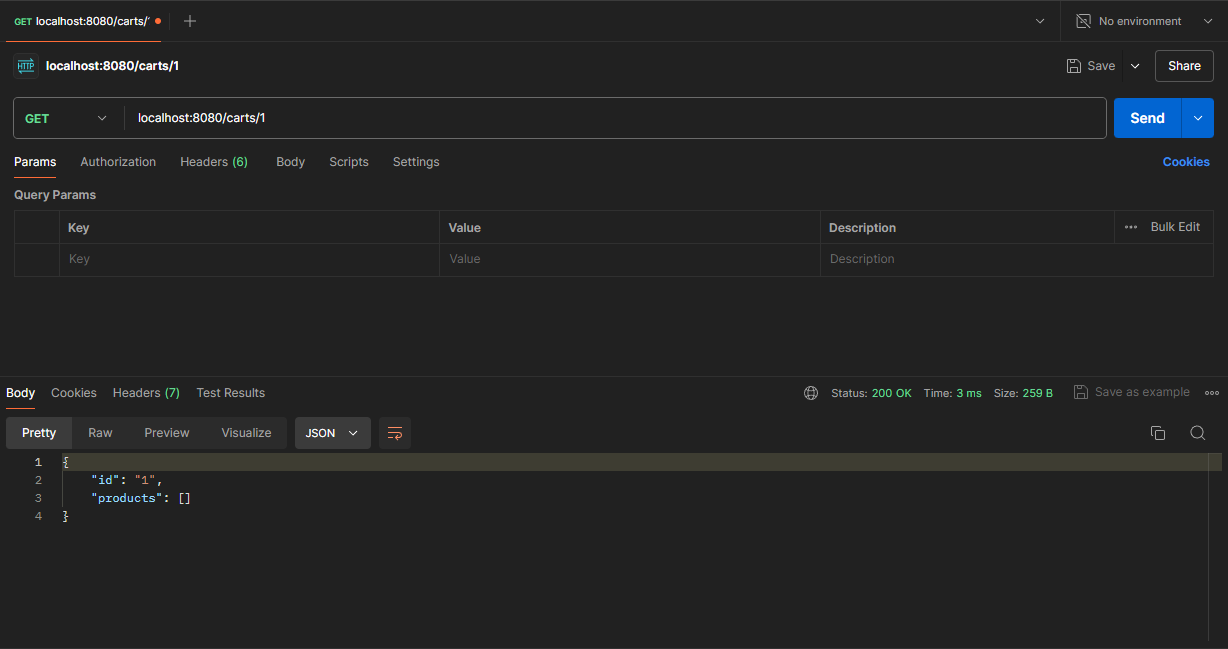 GET localhost:8080/carts/
No environment
HTTP localhost:8080/carts/1
Save
Share
GET localhost:8080/carts/1
Send
Params Authorization Headers (6) Body Scripts Settings Cookies
Query Params
Key Value Description ••• Bulk Edit
Key Value Description
Body Cookies Headers (7) Test Results Status: 200 OK Time: 3 ms Size: 259 B Save as example
Pretty Raw Preview Visualize JSON
1 {
2 "id": "1",
3 "products": []
4 }